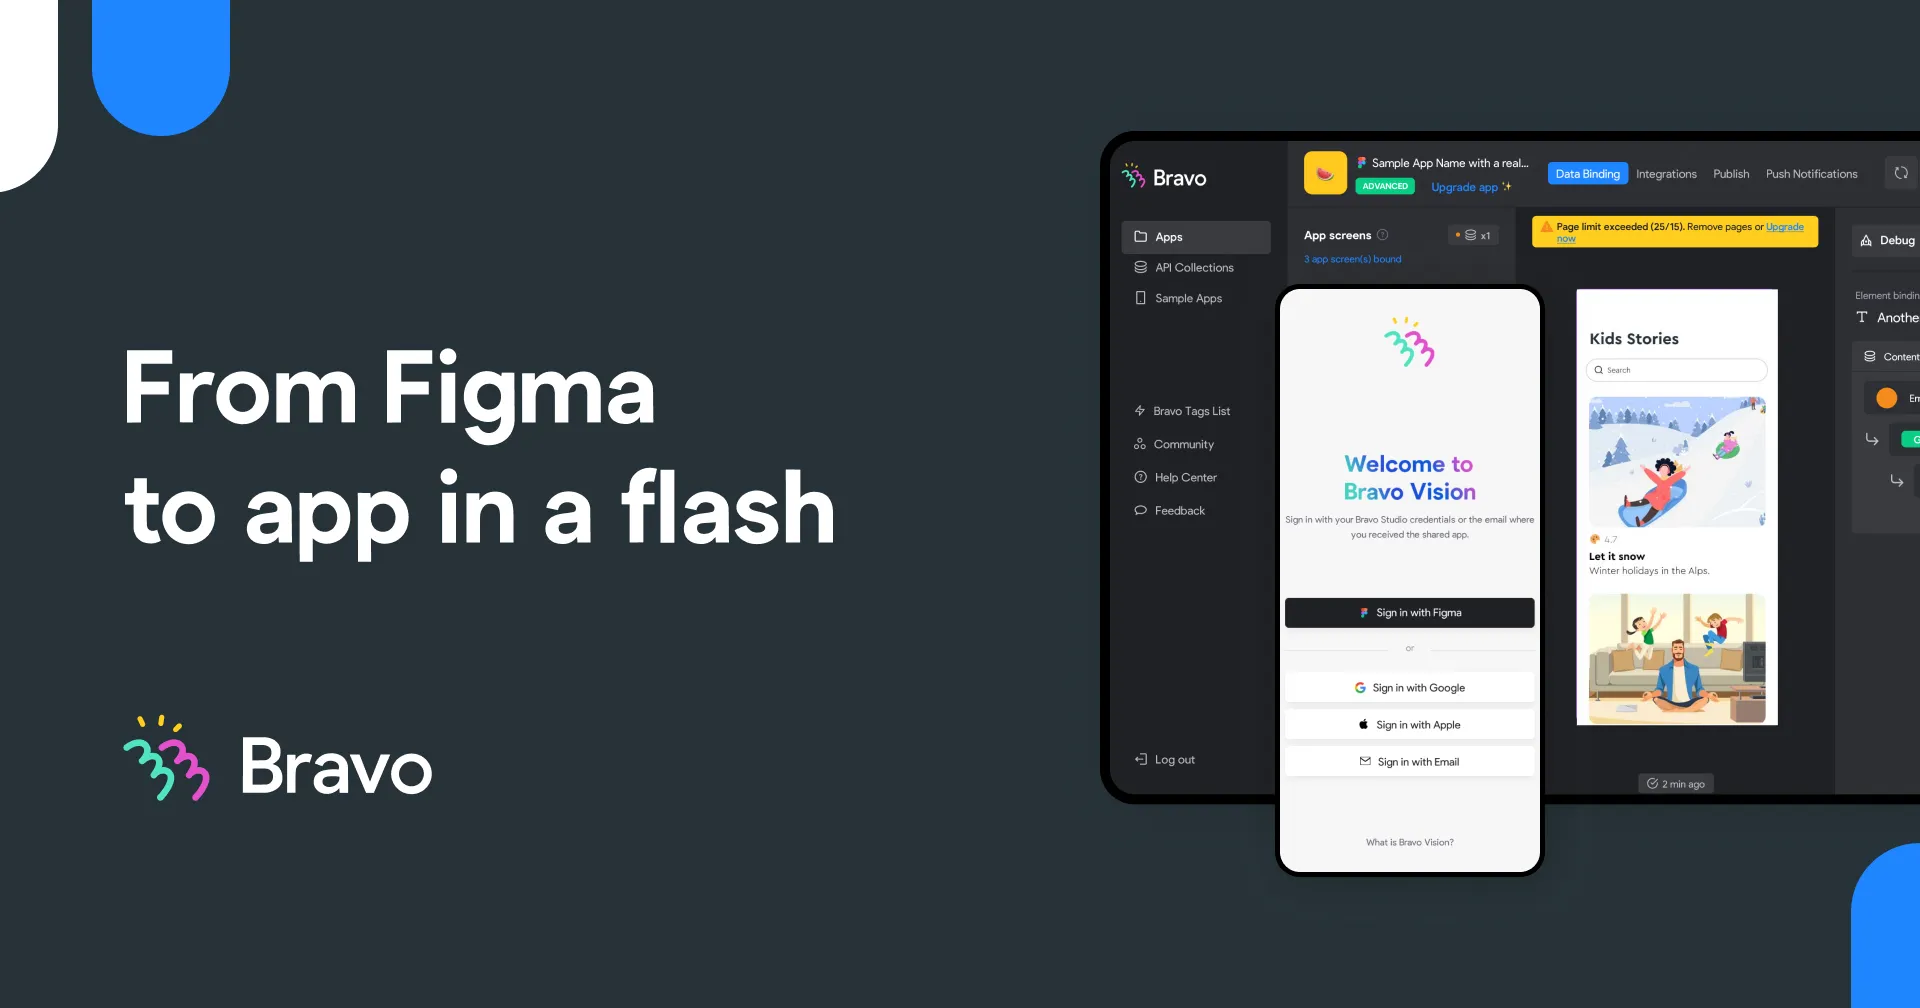 From Figma
to app in a flash
Bravo
Bravo
Apps
API Collections
Sample Apps
Bravo Tags List
Community
Help Center
Feedback
Log out
Sample App Name with a real...
ADVANCED
Upgrade app
Data Binding
Integrations
Publish
Push Notifications
App screens
x1
3 app screen(s) bound
Page limit exceeded (25/15). Remove pages or Upgrade
now
Welcome to
Bravo Vision
Sign in with your Bravo Studio credentials or the email where
you received the shared app.
Sign in with Figma
or
Sign in with Google
Sign in with Apple
Sign in with Email
What is Bravo Vision?
Kids Stories
Search
4.7
Let it snow
Winter holidays in the Alps.
2 min ago
Debug
Element bindin
Anothe
Content
Em
G